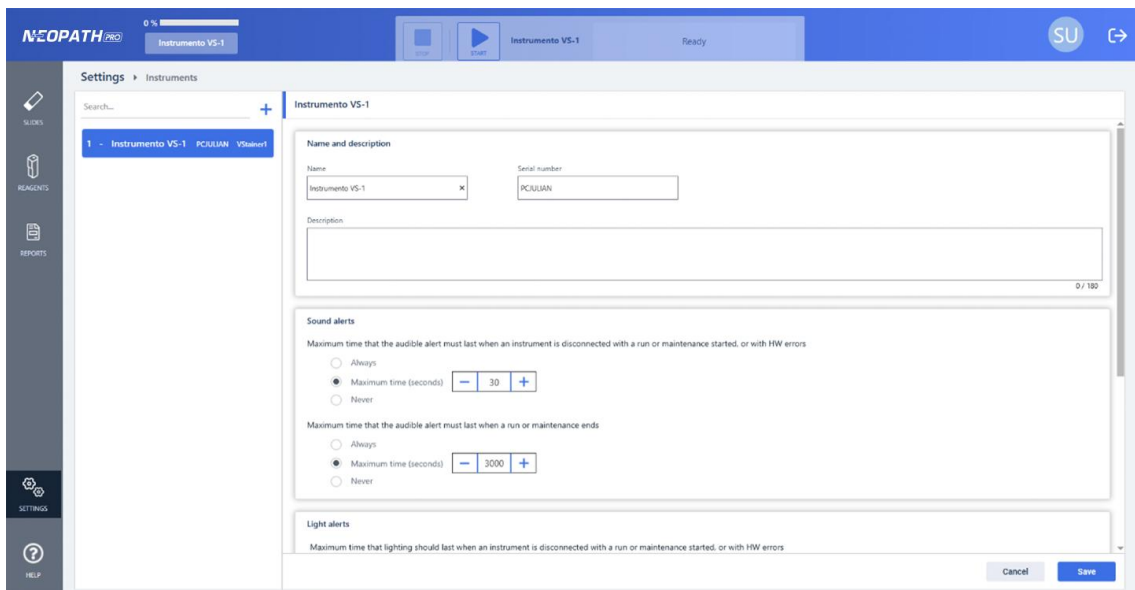 NEOPATH PRO
0 %
Instrumento VS-1
STOP
START
Instrumento VS-1
Ready
SU
Settings
Instruments
SLIDES
REAGENTS
REPORTS
SETTINGS
HELP
Search...
+
1 - Instrumento VS-1 PCJULIAN VStainer1
Instrumento VS-1
Name and description
Name
Serial number
Instrumento VS-1 ×
PCJULIAN
Description
0 / 180
Sound alerts
Maximum time that the audible alert must last when an instrument is disconnected with a run or maintenance started, or with HW errors
Always
Maximum time (seconds) − 30 +
Never
Maximum time that the audible alert must last when a run or maintenance ends
Always
Maximum time (seconds) − 3000 +
Never
Light alerts
Maximum time that lighting should last when an instrument is disconnected with a run or maintenance started, or with HW errors
Cancel
Save